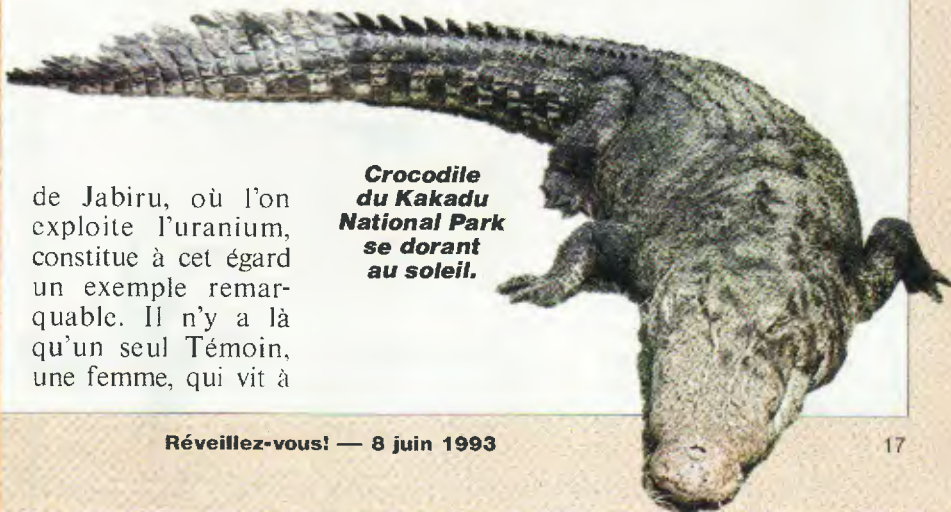 de Jabiru, où l'on
exploite l'uranium,
constitue à cet égard
un exemple remar-
quable. Il n'y a là
qu'un seul Témoin,
une femme, qui vit à
Crocodile
du Kakadu
National Park
se dorant
au soleil.
Réveillez-vous! — 8 juin 1993
17